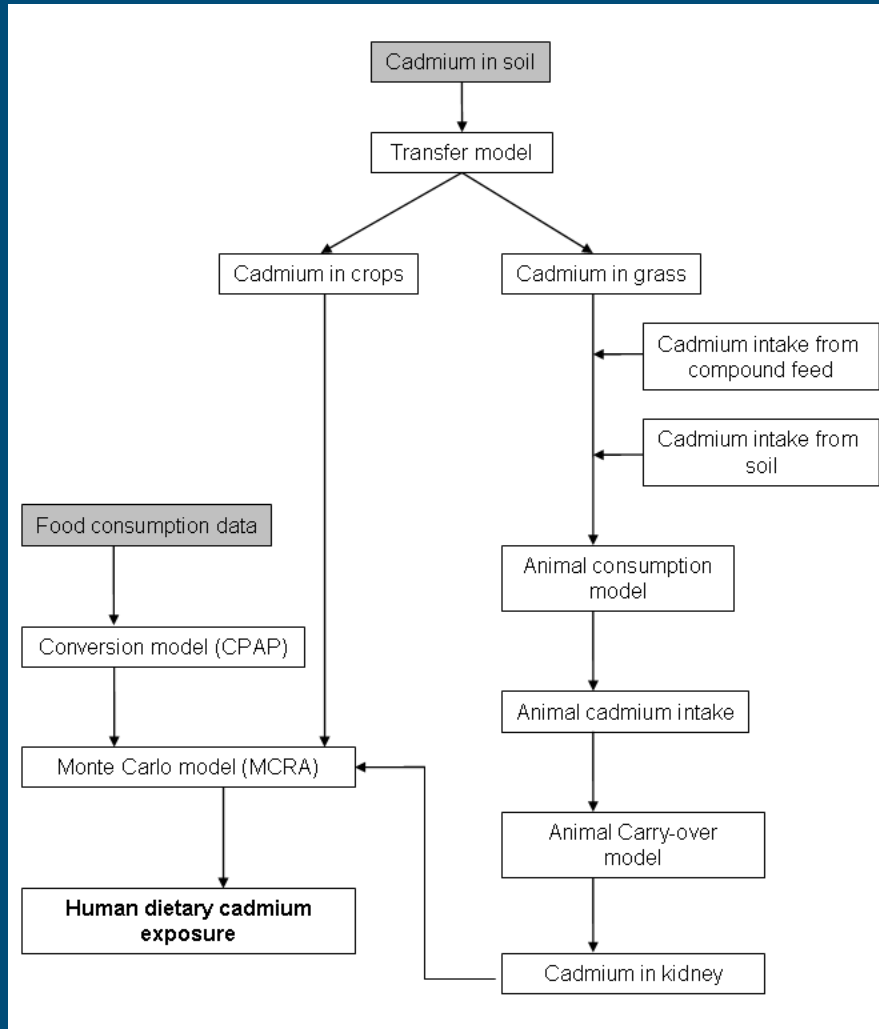 Cadmium in soil
Transfer model
Cadmium in crops
Cadmium in grass
Cadmium intake from
compound feed
Cadmium intake from
soil
Food consumption data
Animal consumption
model
Conversion model (CPAP)
Animal cadmium intake
Monte Carlo model (MCRA)
Animal Carry-over
model
Human dietary cadmium
exposure
Cadmium in kidney